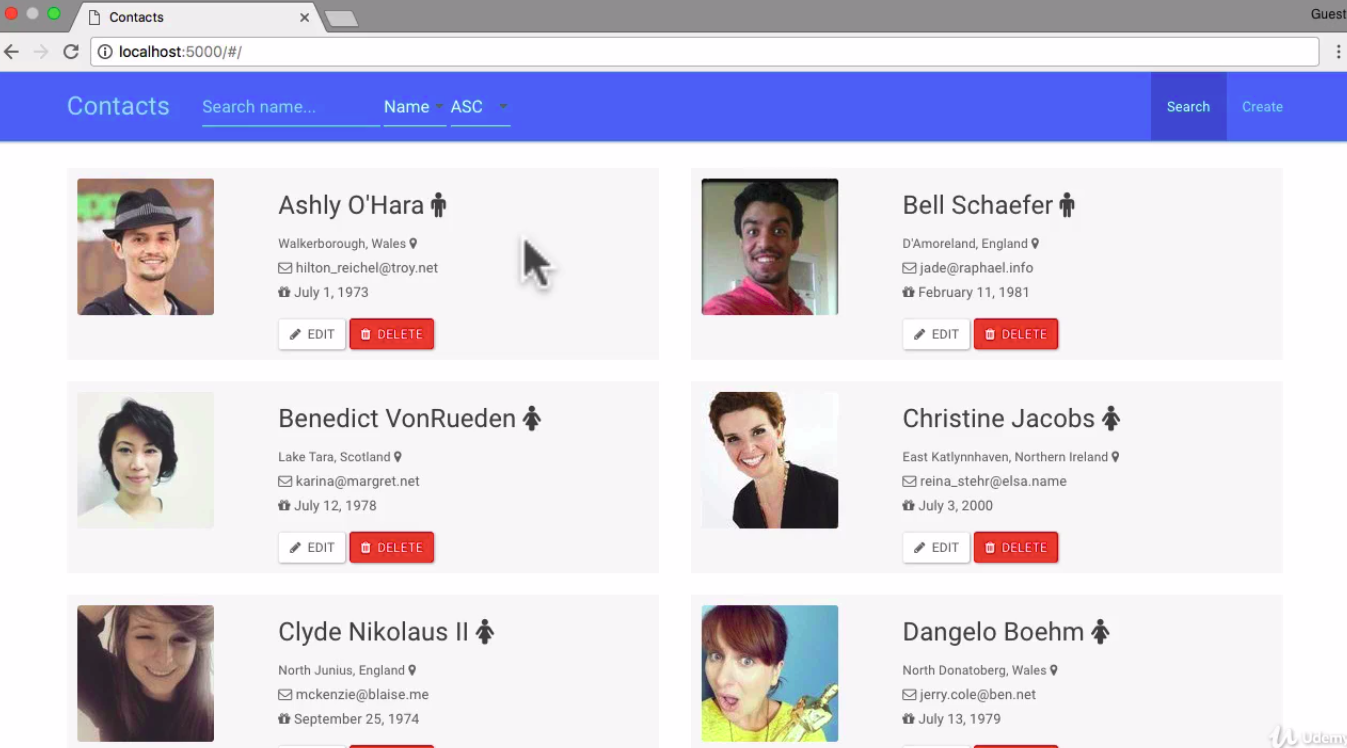 Contacts
Guest
localhost:5000/#/
Contacts Search name... Name ASC Search Create
Ashly O'Hara
Walkerborough, Wales
hilton_reichel@troy.net
July 1, 1973
EDIT DELETE
Bell Schaefer
D'Amoreland, England
jade@raphael.info
February 11, 1981
EDIT DELETE
Benedict VonRueden
Lake Tara, Scotland
karina@margret.net
July 12, 1978
EDIT DELETE
Christine Jacobs
East Katlynnhaven, Northern Ireland
reina_stehr@elsa.name
July 3, 2000
EDIT DELETE
Clyde Nikolaus II
North Junius, England
mckenzie@blaise.me
September 25, 1974
Dangelo Boehm
North Donatoberg, Wales
jerry.cole@ben.net
July 13, 1979
Udemy